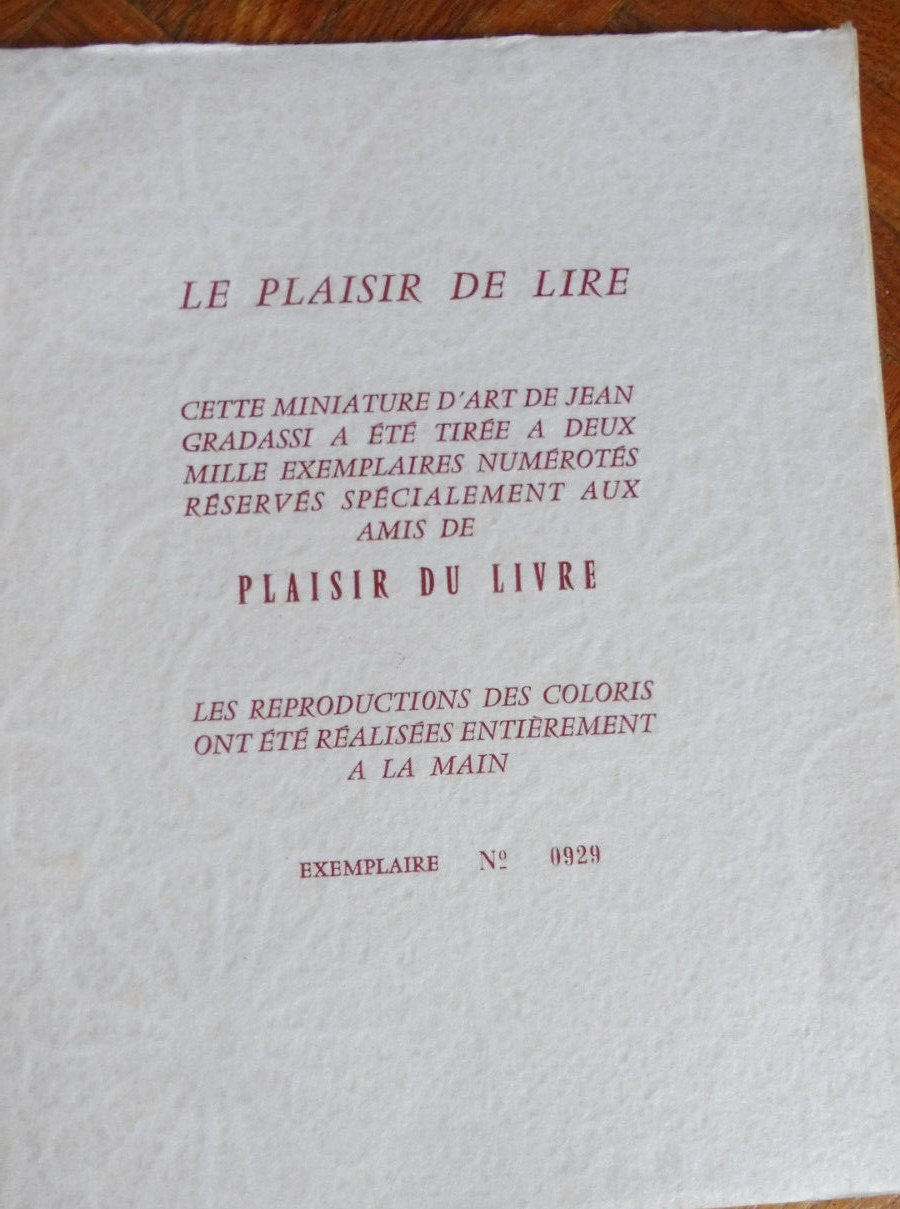 LE PLAISIR DE LIRE
CETTE MINIATURE D'ART DE JEAN
GRADASSI A ÉTÉ TIRÉE A DEUX
MILLE EXEMPLAIRES NUMÉROTÉS
RÉSERVÉS SPÉCIALEMENT AUX
AMIS DE
PLAISIR DU LIVRE
LES REPRODUCTIONS DES COLORIS
ONT ÉTÉ RÉALISÉES ENTIÈREMENT
A LA MAIN
EXEMPLAIRE Nº 0929